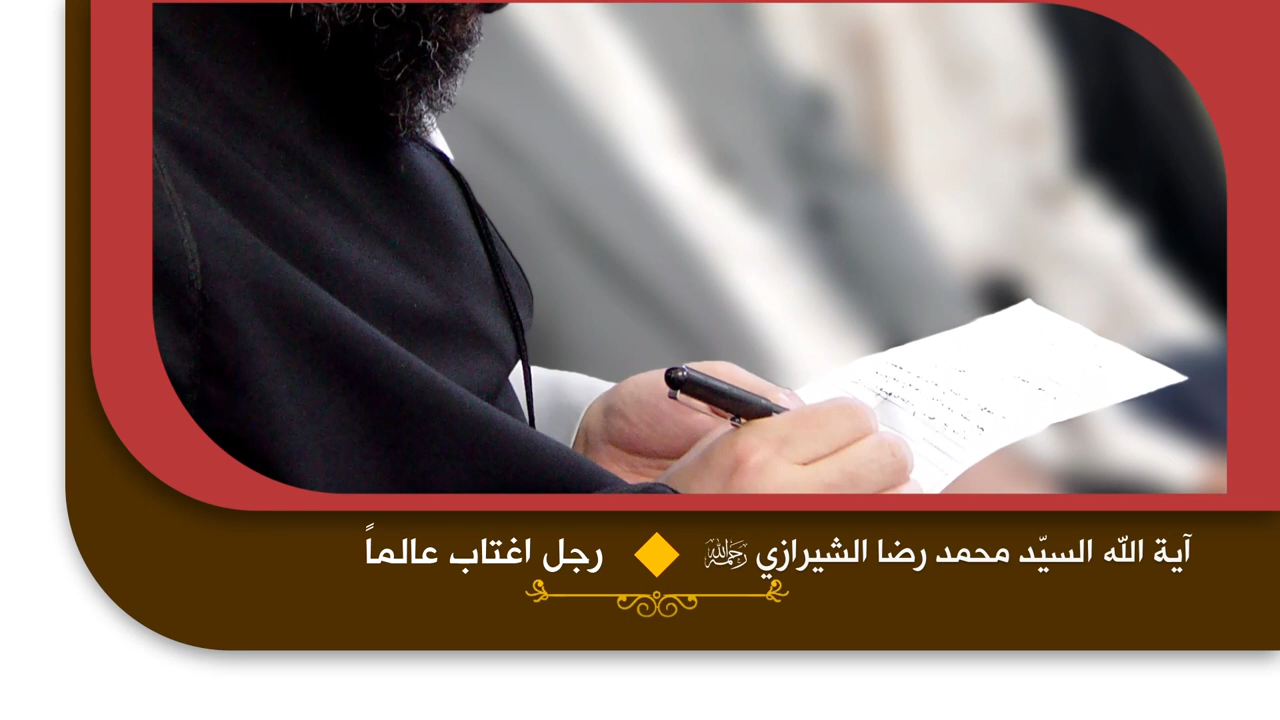 آية الله السيّد محمد رضا الشيرازي رحمه الله ◆ رجل اغتاب عالماً